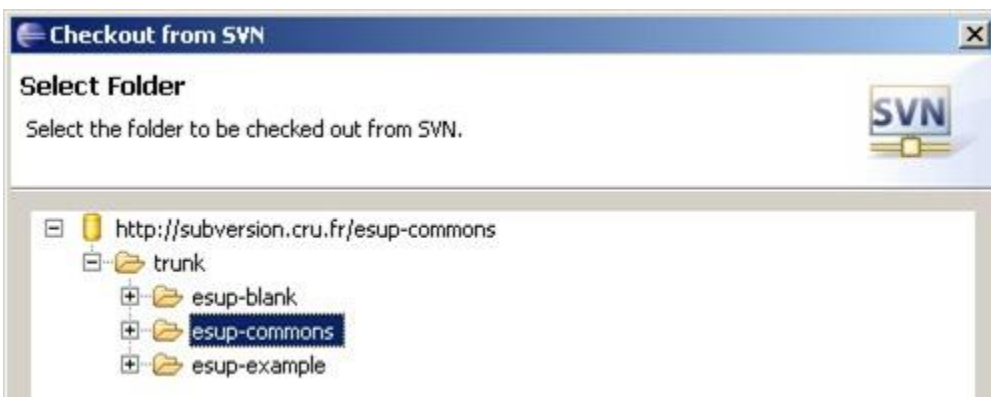 Checkout from SVN
Select Folder
Select the folder to be checked out from SVN.
SVN
http://subversion.cru.fr/esup-commons
trunk
esup-blank
esup-commons
esup-example